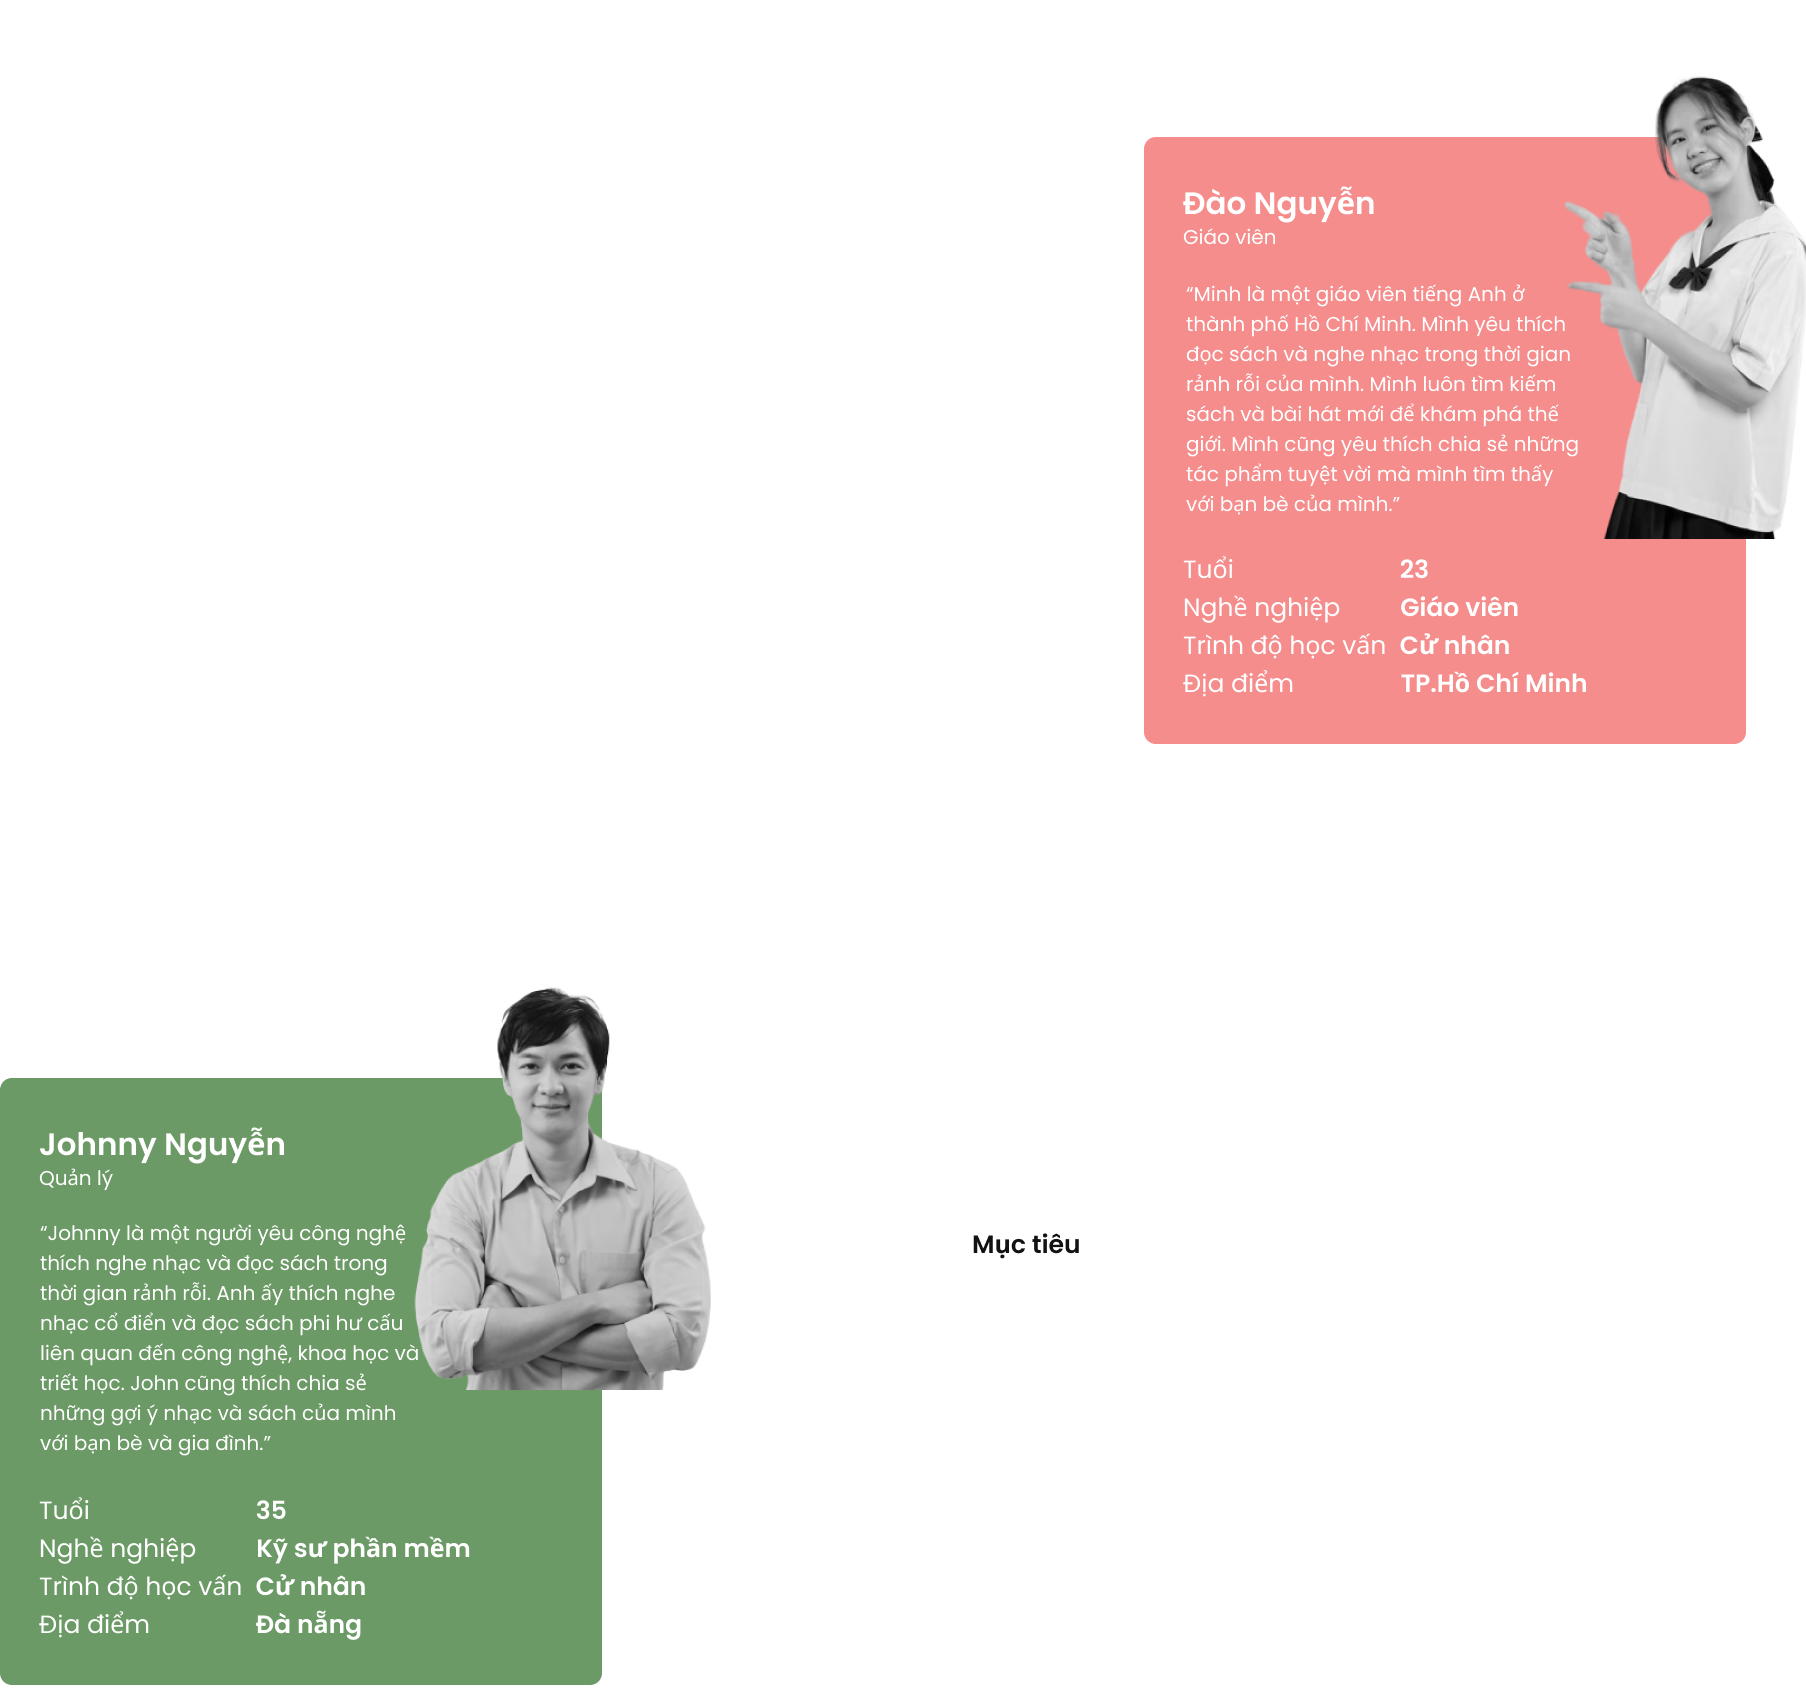 Đào Nguyễn
Giáo viên
“Minh là một giáo viên tiếng Anh ở
thành phố Hồ Chí Minh. Mình yêu thích
đọc sách và nghe nhạc trong thời gian
rảnh rỗi của mình. Mình luôn tìm kiếm
sách và bài hát mới để khám phá thế
giới. Mình cũng yêu thích chia sẻ những
tác phẩm tuyệt vời mà mình tìm thấy
với bạn bè của mình.”
Tuổi 23
Nghề nghiệp Giáo viên
Trình độ học vấn Cử nhân
Địa điểm TP.Hồ Chí Minh
Johnny Nguyễn
Quản lý
“Johnny là một người yêu công nghệ
thích nghe nhạc và đọc sách trong
thời gian rảnh rỗi. Anh ấy thích nghe
nhạc cổ điển và đọc sách phi hư cấu
liên quan đến công nghệ, khoa học và
triết học. John cũng thích chia sẻ
những gợi ý nhạc và sách của mình
với bạn bè và gia đình.”
Tuổi 35
Nghề nghiệp Kỹ sư phần mềm
Trình độ học vấn Cử nhân
Địa điểm Đà nẵng
Mục tiêu